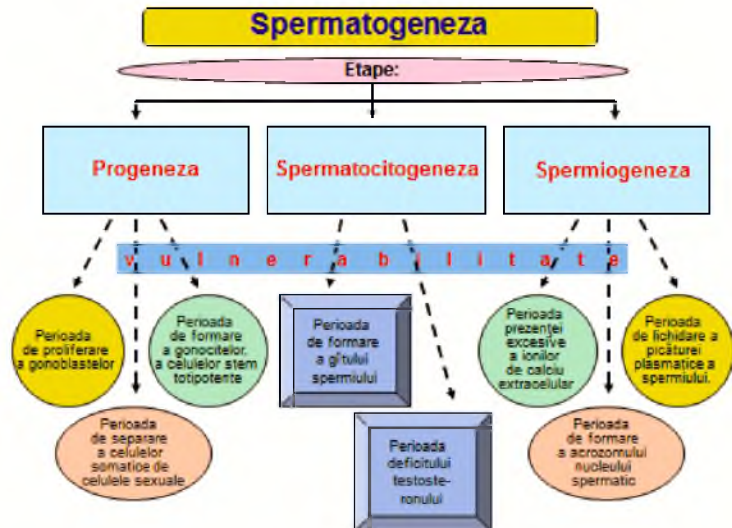 Spermatogeneza
Etape:
Progeneza
Spermatocitogeneza
Spermiogeneza
v u l n e r a b i l i t a t e
Perioada
de proliferare
a gonoblastelor
Perioada
de formare
a gonocitelor,
a celulelor stem
totipotente
Perioada
de formare
a gîtului
spermiului
Perioada
prezenței
excesive
a ionilor
de calciu
extracelular
Perioada
de lichidare a
picăturei
plasmatice a
spermiului.
Perioada
de separare
a celulelor
somatice de
celulele sexuale
Perioada
deficitului
testoste-
ronului
Perioada
de formare
a acrozomului
nucleului
spermatic